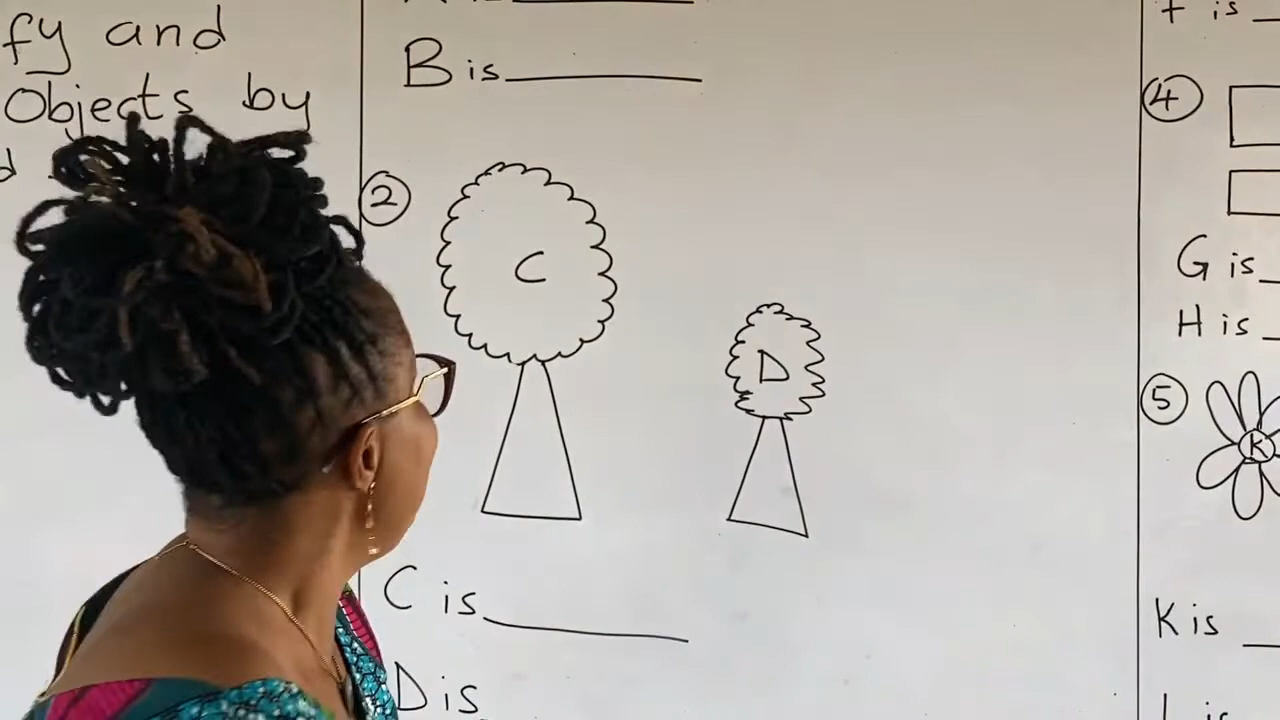 fy and
Objects by
B is
2
C
D
C is
D is
is
4
G is
H is
5
K
K is
is